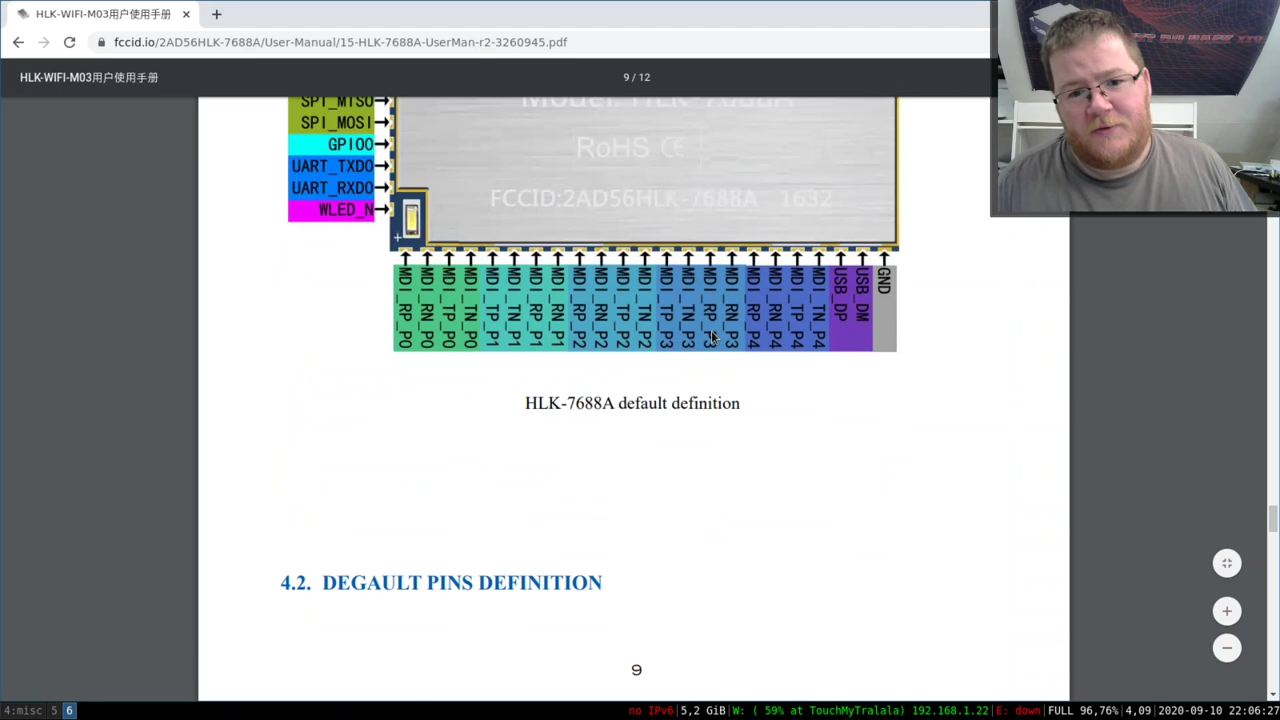 HLK-WIFI-M03用户使用手册
fccid.io/2AD56HLK-7688A/User-Manual/15-HLK-7688A-UserMan-r2-3260945.pdf
HLK-WIFI-M03用户使用手册
9 / 12
SPI_MISO
Model: HLK-7688A
SPI_MOSI
GPIO0
RoHS CE
UART_TXD0
UART_RXD0
FCCID:2AD56HLK-7688A 1632
WLED_N
MDI_RP_P0
MDI_RN_P0
MDI_TP_P0
MDI_TN_P0
MDI_TP_P1
MDI_TN_P1
MDI_RP_P1
MDI_RN_P1
MDI_RP_P2
MDI_RN_P2
MDI_TP_P2
MDI_TN_P2
MDI_TP_P3
MDI_TN_P3
MDI_RP_P3
MDI_RN_P3
MDI_RP_P4
MDI_RN_P4
MDI_TP_P4
MDI_TN_P4
USB_DP
USB_DM
GND
HLK-7688A default definition
4.2. DEGAULT PINS DEFINITION
9
4:misc 5 6
no IPv6|5,2 GiB|W: ( 59% at TouchMyTralala) 192.168.1.22|E: down|FULL 96,76%|4,09|2020-09-10 22:06:27